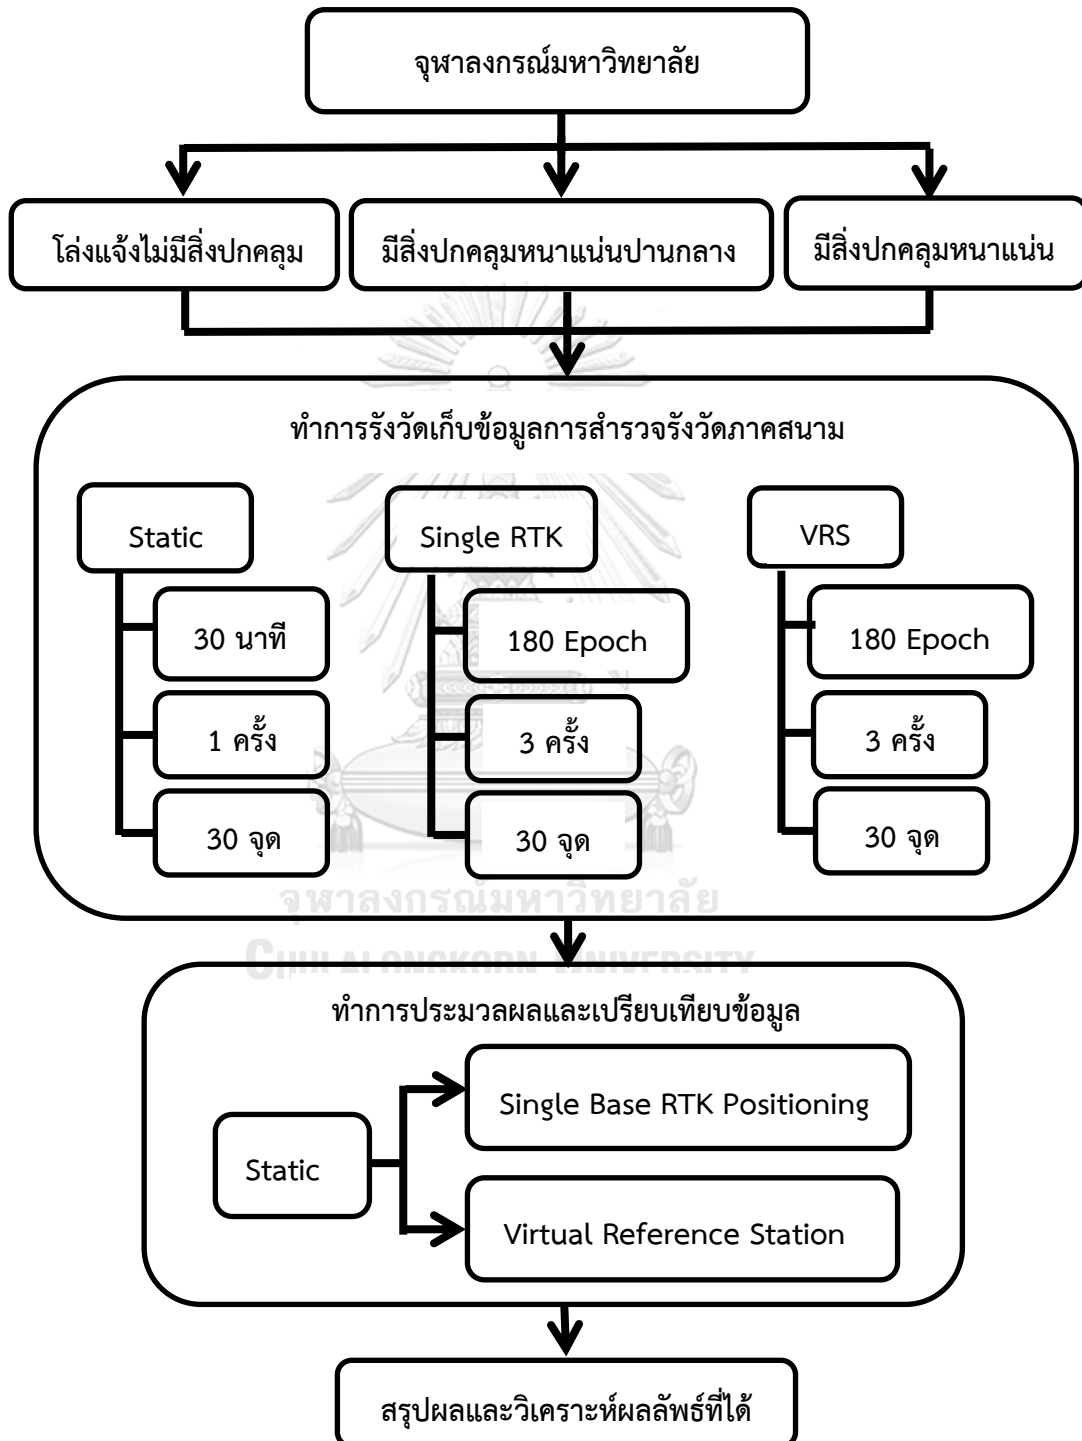 จุฬาลงกรณ์มหาวิทยาลัย
โล่งแจ้งไม่มีสิ่งปกคลุม
มีสิ่งปกคลุมหนาแน่นปานกลาง
มีสิ่งปกคลุมหนาแน่น
ทำการรังวัดเก็บข้อมูลการสำรวจรังวัดภาคสนาม
Static
30 นาที
1 ครั้ง
30 จุด
Single RTK
180 Epoch
3 ครั้ง
30 จุด
VRS
180 Epoch
3 ครั้ง
30 จุด
จุฬาลงกรณ์มหาวิทยาลัย
CHULALONGKORN UNIVERSITY
ทำการประมวลผลและเปรียบเทียบข้อมูล
Static
Single Base RTK Positioning
Virtual Reference Station
สรุปผลและวิเคราะห์ผลลัพธ์ที่ได้